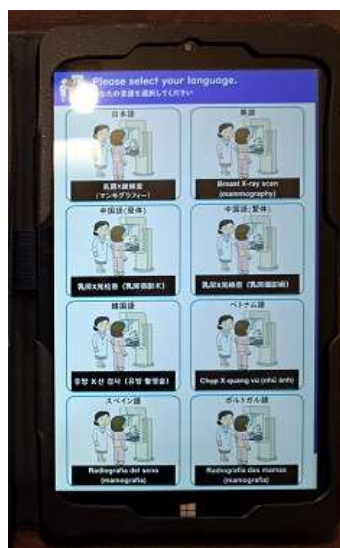 Please select your language.
あなたの言語を選択してください
日本語
英語
乳房X線検査
(マンモグラフィー)
Breast X-ray scan
(mammography)
中国語(簡体)
中国語(繁体)
乳房X光检查（乳房摄影术）
乳房X光檢查（乳房攝影術）
韓国語
ベトナム語
유방 X선 검사 (유방 촬영술)
Chụp X-quang vú (nhũ ảnh)
スペイン語
ポルトガル語
Radiografía del seno
(mamografía)
Radiografia das mamas
(mamografia)